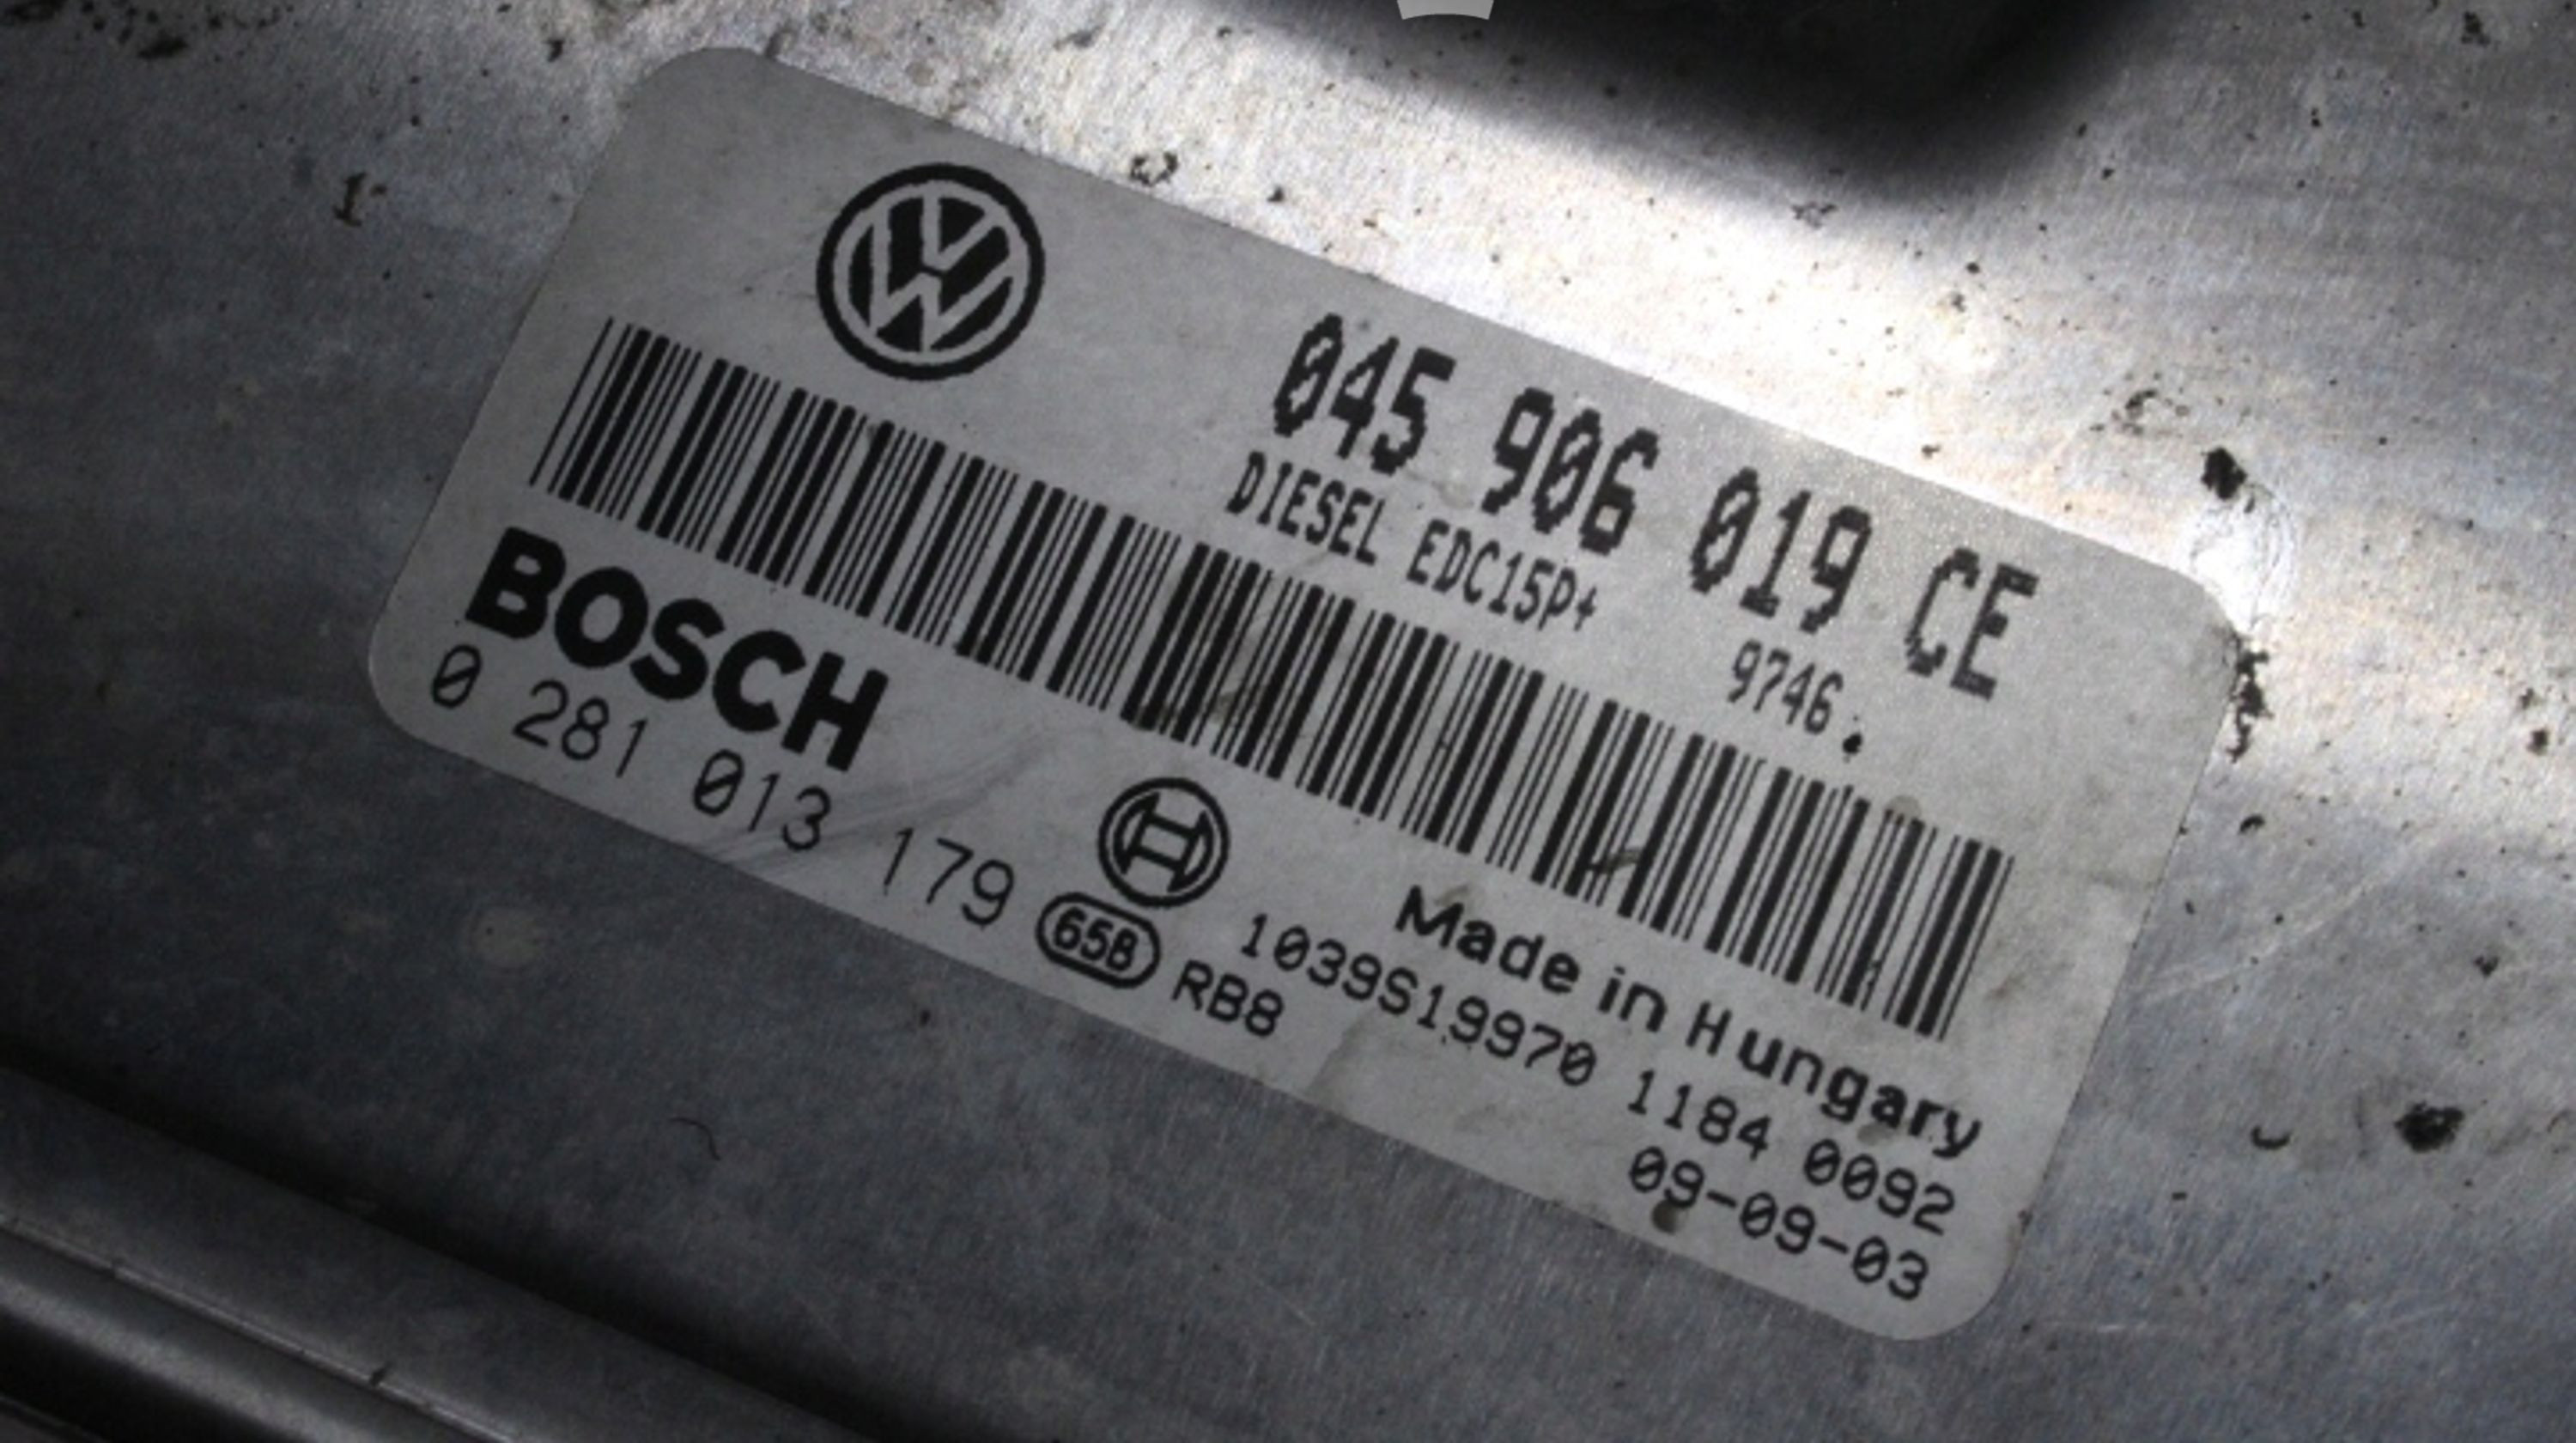 045 906 019 CE
DIESEL EDC15P+ 9746.
BOSCH
0 281 013 179
Made in Hungary
658 RB8
1039S19970 1184 0092
09-09-03